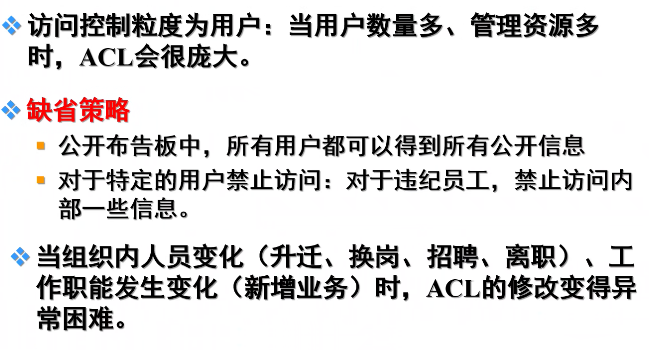 访问控制粒度为用户：当用户数量多、管理资源多
时，ACL会很庞大。
缺省策略
公开布告板中，所有用户都可以得到所有公开信息
对于特定的用户禁止访问：对于违纪员工，禁止访问内
部一些信息。
当组织内人员变化（升迁、换岗、招聘、离职）、工
作职能发生变化（新增业务）时，ACL的修改变得异
常困难。